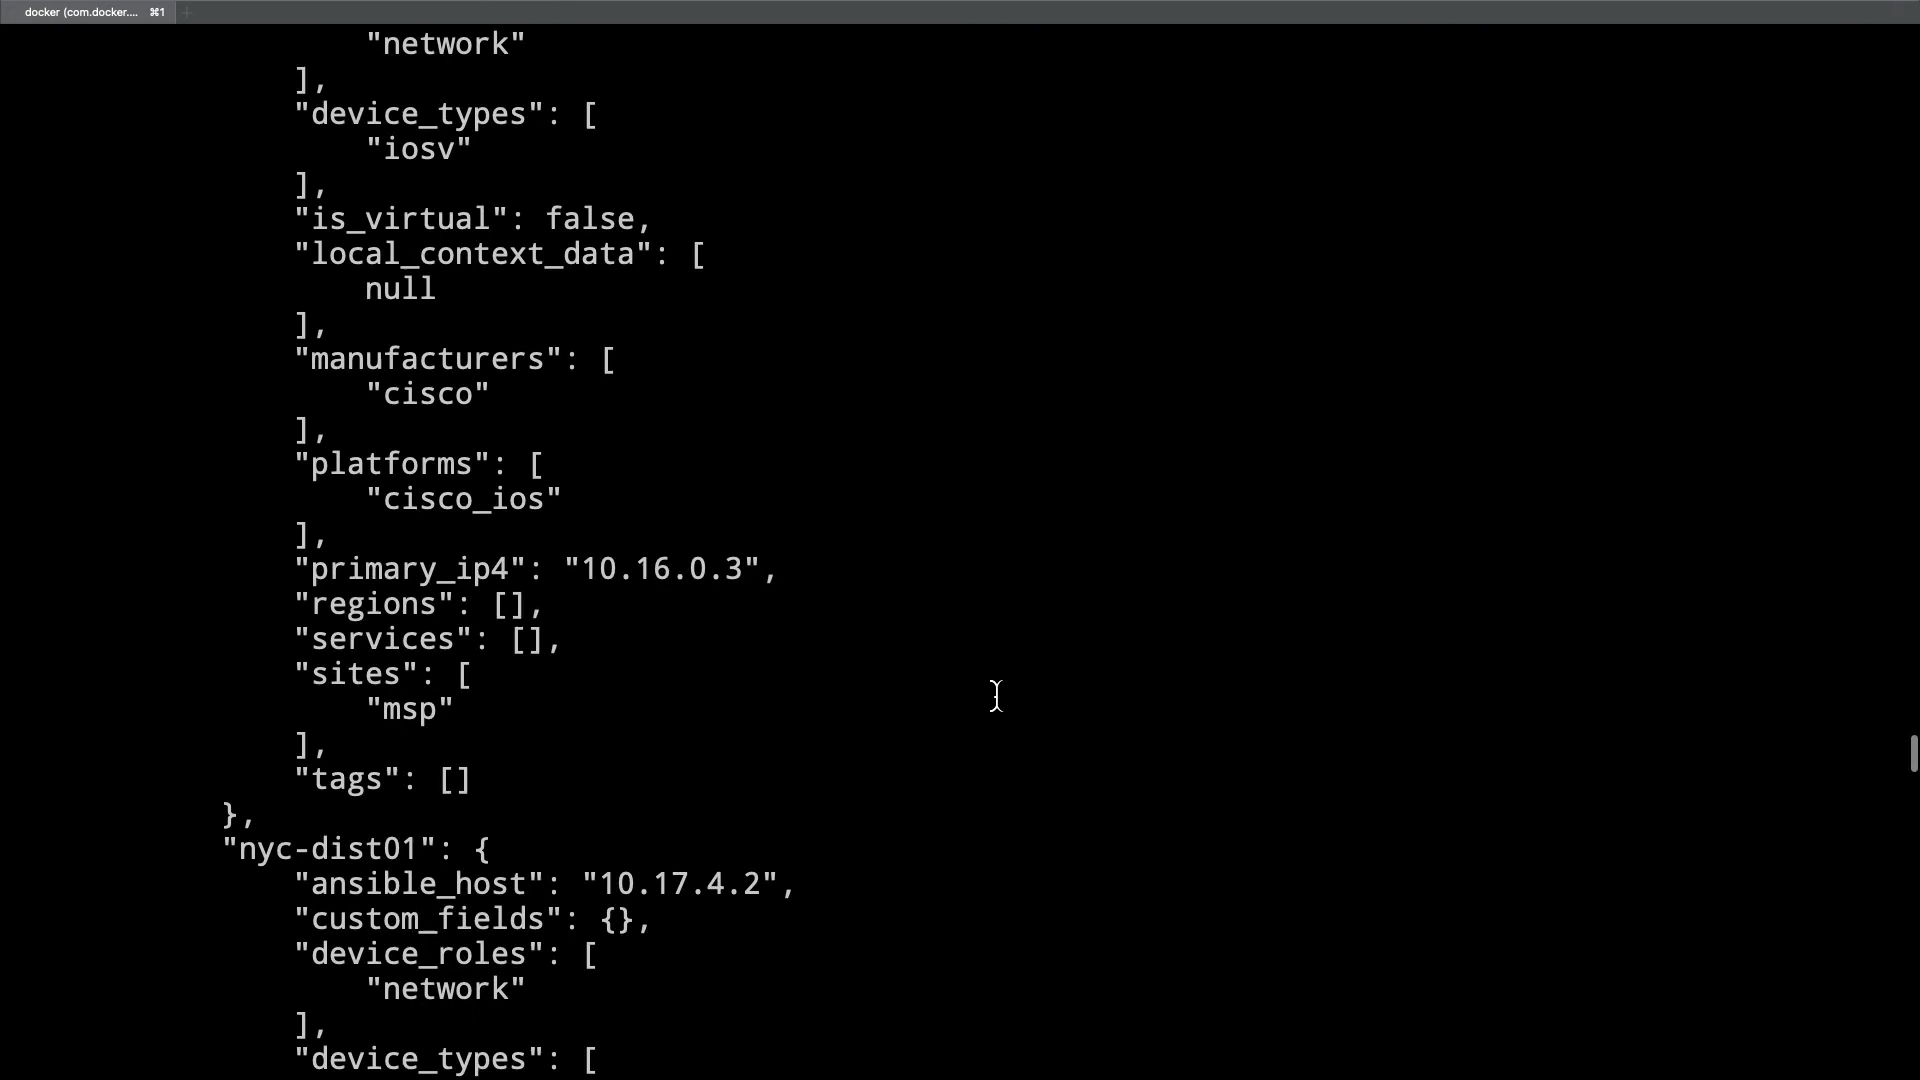 docker (com.docker.... ⌘1 +
"network"
],
"device_types": [
"iosv"
],
"is_virtual": false,
"local_context_data": [
null
],
"manufacturers": [
"cisco"
],
"platforms": [
"cisco_ios"
],
"primary_ip4": "10.16.0.3",
"regions": [],
"services": [],
"sites": [
"msp"
],
"tags": []
},
"nyc-dist01": {
"ansible_host": "10.17.4.2",
"custom_fields": {},
"device_roles": [
"network"
],
"device_types": [